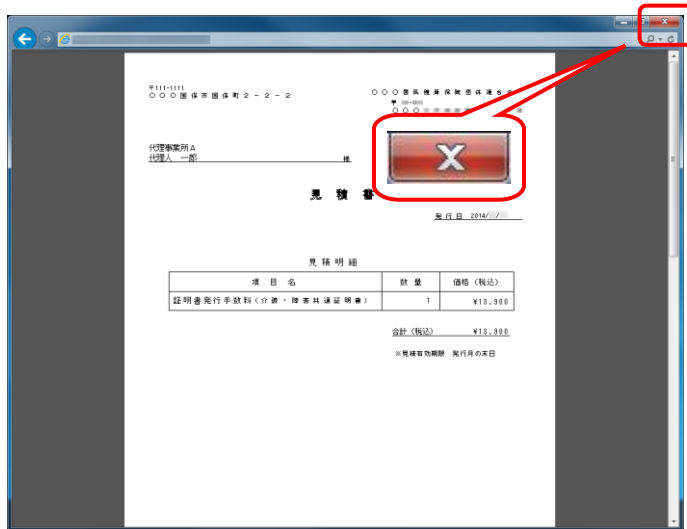 〒111-1111
○○○国保市国保町2-2-2
○○○国民健康保険団体連合会
〒
○○○
代理事業所A
代理人 一郎 様
見 積 書
発行日 2014/ /
見積明細
項 目 名 数 量 価格(税込)
証明書発行手数料(介護・障害共通証明書) 1 ¥13,900
合計(税込) ¥13,900
※見積有効期限 発行月の末日